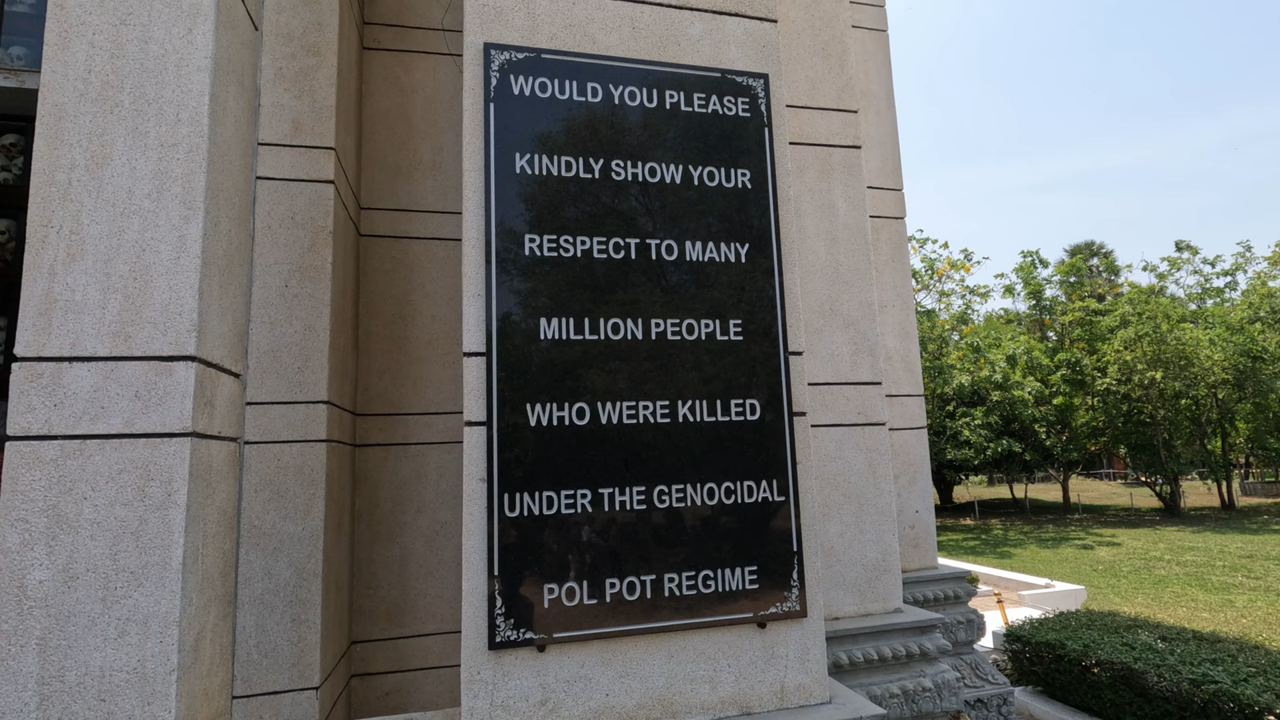 WOULD YOU PLEASE
KINDLY SHOW YOUR
RESPECT TO MANY
MILLION PEOPLE
WHO WERE KILLED
UNDER THE GENOCIDAL
POL POT REGIME